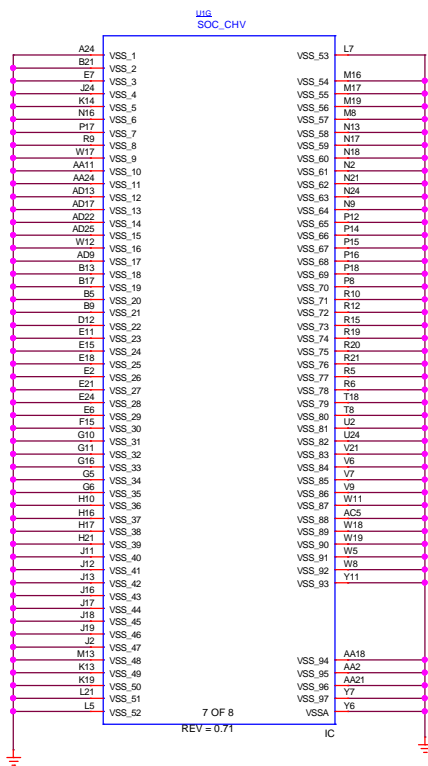 U1G
SOC_CHV
A24 VSS_1
B21 VSS_2
E7 VSS_3
J24 VSS_4
K14 VSS_5
N16 VSS_6
P17 VSS_7
R9 VSS_8
W17 VSS_9
AA11 VSS_10
AA24 VSS_11
AD13 VSS_12
AD17 VSS_13
AD22 VSS_14
AD25 VSS_15
W12 VSS_16
AD9 VSS_17
B13 VSS_18
B17 VSS_19
B5 VSS_20
B9 VSS_21
D12 VSS_22
E11 VSS_23
E15 VSS_24
E18 VSS_25
E2 VSS_26
E21 VSS_27
E24 VSS_28
E6 VSS_29
F15 VSS_30
G10 VSS_31
G11 VSS_32
G16 VSS_33
G5 VSS_34
G6 VSS_35
H10 VSS_36
H16 VSS_37
H17 VSS_38
H21 VSS_39
J11 VSS_40
J12 VSS_41
J13 VSS_42
J16 VSS_43
J17 VSS_44
J18 VSS_45
J19 VSS_46
J2 VSS_47
M13 VSS_48
K13 VSS_49
K19 VSS_50
L21 VSS_51
L5 VSS_52
VSS_53 L7
VSS_54 M16
VSS_55 M17
VSS_56 M19
VSS_57 M8
VSS_58 N13
VSS_59 N17
VSS_60 N18
VSS_61 N2
VSS_62 N21
VSS_63 N24
VSS_64 N9
VSS_65 P12
VSS_66 P14
VSS_67 P15
VSS_68 P16
VSS_69 P18
VSS_70 P8
VSS_71 R10
VSS_72 R12
VSS_73 R15
VSS_74 R19
VSS_75 R20
VSS_76 R21
VSS_77 R5
VSS_78 R6
VSS_79 T18
VSS_80 T8
VSS_81 U2
VSS_82 U24
VSS_83 V21
VSS_84 V6
VSS_85 V7
VSS_86 V9
VSS_87 W11
VSS_88 AC5
VSS_89 W18
VSS_90 W19
VSS_91 W5
VSS_92 W8
VSS_93 Y11
VSS_94 AA18
VSS_95 AA2
VSS_96 AA21
VSS_97 Y7
VSSA Y6
7 OF 8
REV = 0.71
IC